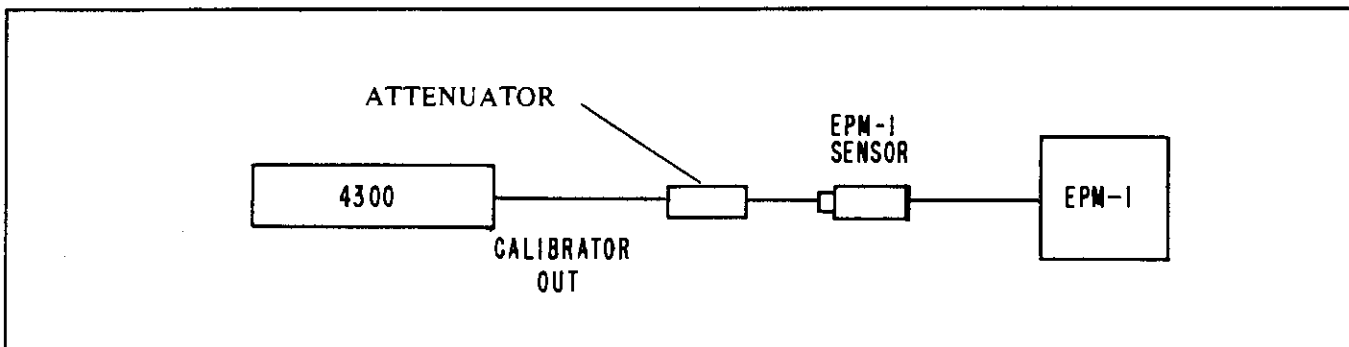 ATTENUATOR
EPM-1
SENSOR
4300
EPM-1
CALIBRATOR
OUT